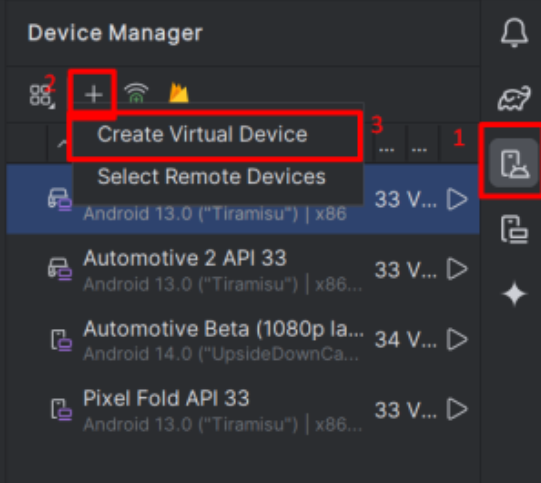 Device Manager
2
Create Virtual Device
3
... ...
1
Select Remote Devices
Android 13.0 ("Tiramisu") | x86
33 V...
Automotive 2 API 33
Android 13.0 ("Tiramisu") | x86...
33 V...
Automotive Beta (1080p la...
Android 14.0 ("UpsideDownCa...
34 V...
Pixel Fold API 33
Android 13.0 ("Tiramisu") | x86...
33 V...